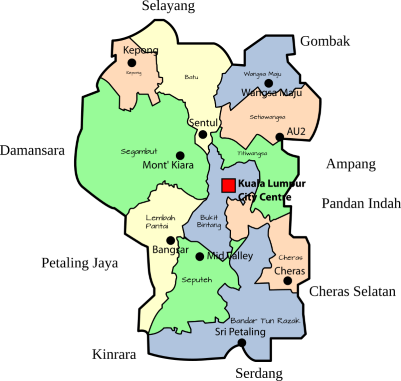 Selayang
Gombak
Kepong
Kepong
Batu
Wangsa Maju
Wangsa Maju
Setiawangsa
Sentul
AU2
Damansara
Segambut
Titiwangsa
Mont' Kiara
Ampang
Kuala Lumpur
City Centre
Pandan Indah
Lembah
Pantai
Bukit
Bintang
Bangsar
Mid Valley
Petaling Jaya
Cheras
Cheras
Seputeh
Cheras Selatan
Bandar Tun Razak
Sri Petaling
Kinrara
Serdang